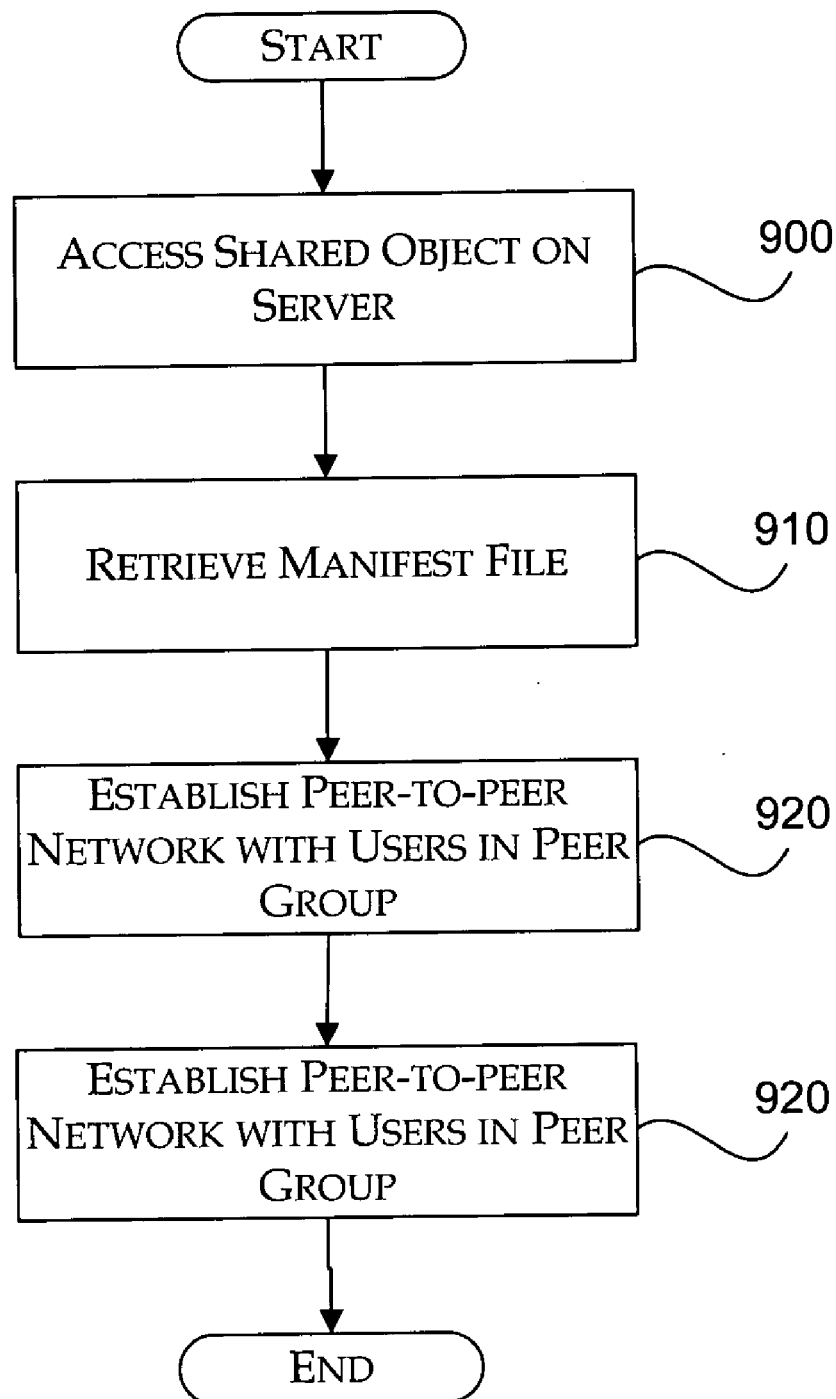 START
ACCESS SHARED OBJECT ON
SERVER
900
RETRIEVE MANIFEST FILE
910
ESTABLISH PEER-TO-PEER
NETWORK WITH USERS IN PEER
GROUP
920
ESTABLISH PEER-TO-PEER
NETWORK WITH USERS IN PEER
GROUP
920
END